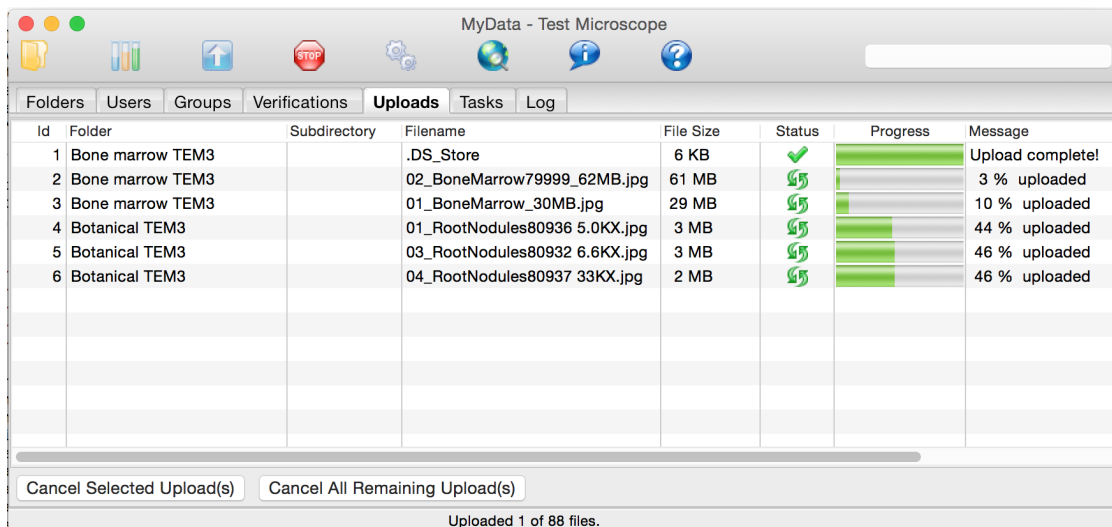 MyData - Test Microscope
STOP
Folders Users Groups Verifications Uploads Tasks Log
Id Folder Subdirectory Filename File Size Status Progress Message
1 Bone marrow TEM3 .DS_Store 6 KB Upload complete!
2 Bone marrow TEM3 02_BoneMarrow79999_62MB.jpg 61 MB 3 % uploaded
3 Bone marrow TEM3 01_BoneMarrow_30MB.jpg 29 MB 10 % uploaded
4 Botanical TEM3 01_RootNodules80936 5.0KX.jpg 3 MB 44 % uploaded
5 Botanical TEM3 03_RootNodules80932 6.6KX.jpg 3 MB 46 % uploaded
6 Botanical TEM3 04_RootNodules80937 33KX.jpg 2 MB 46 % uploaded
Cancel Selected Upload(s) Cancel All Remaining Upload(s)
Uploaded 1 of 88 files.